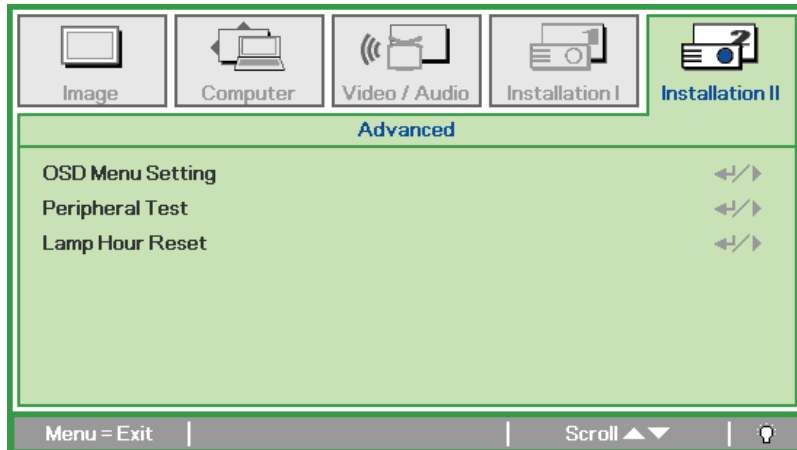 Image
Computer
Video / Audio
Installation I
Installation II
Advanced
OSD Menu Setting
Peripheral Test
Lamp Hour Reset
Menu = Exit
Scroll